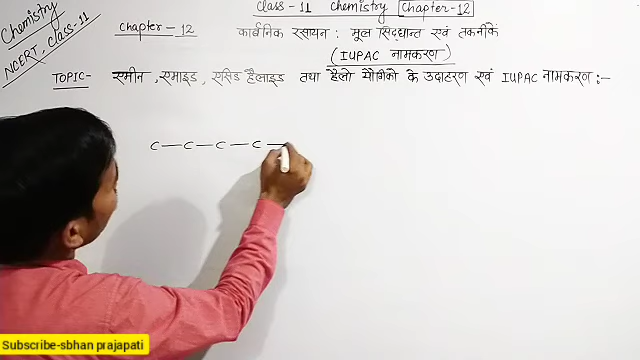 Chemistry
NCERT, Class-11
Class - 11 Chemistry Chapter-12
Chapter - 12 कार्बनिक रसायन : मूल सिद्धान्त एवं तकनीकें
(IUPAC नामकरण)
TOPIC- एमीन, एमाइड, एसिड हैलाइड तथा हैलो यौगिको के उदाहरण एवं IUPAC नामकरण :-
C — C — C — C —
Subscribe-sbhan prajapati